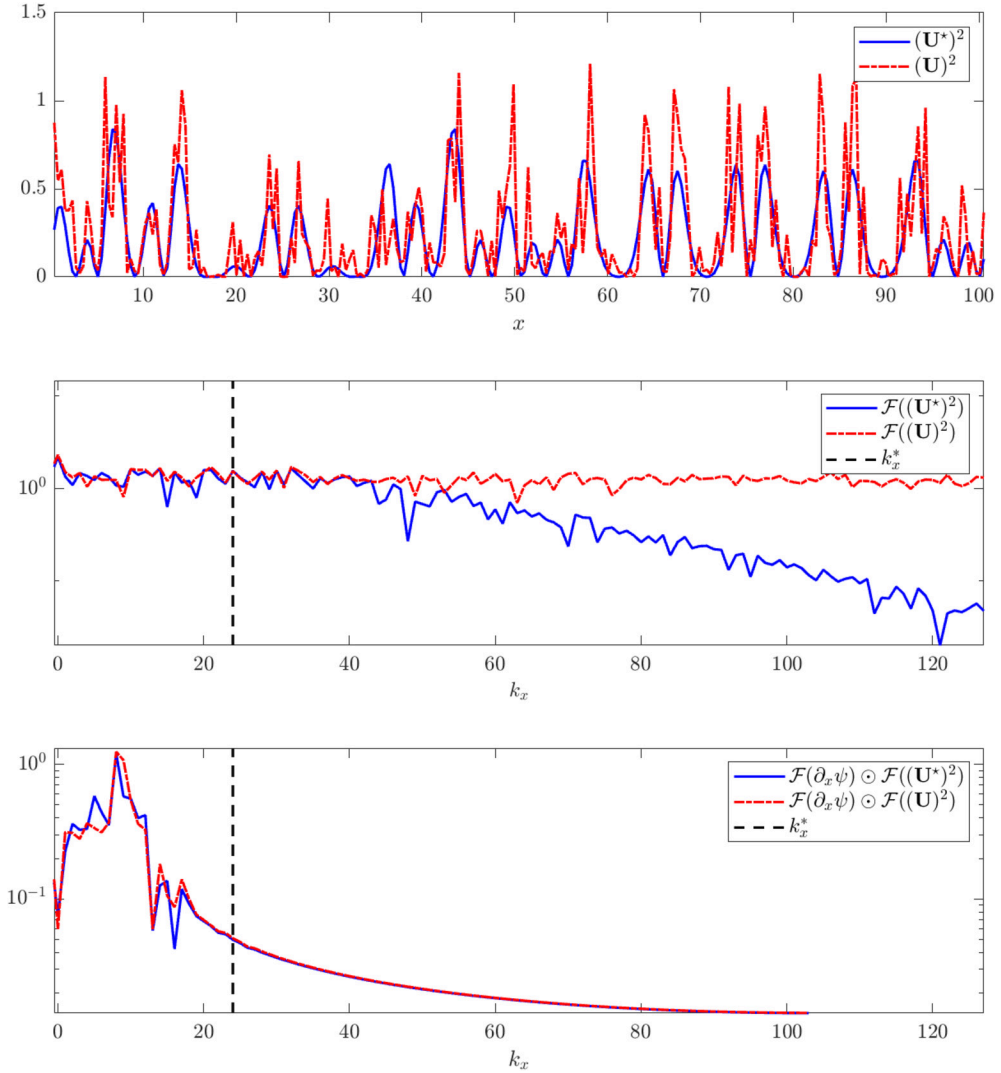 1.5
1
0.5
0
(U⋆)²
(U)²
10 20 30 40 50 60 70 80 90 100
x
10⁰
F((U⋆)²)
F((U)²)
k*ₓ
0 20 40 60 80 100 120
kₓ
10⁰
10⁻¹
F(∂ₓψ) ⊙ F((U⋆)²)
F(∂ₓψ) ⊙ F((U)²)
k*ₓ
0 20 40 60 80 100 120
kₓ